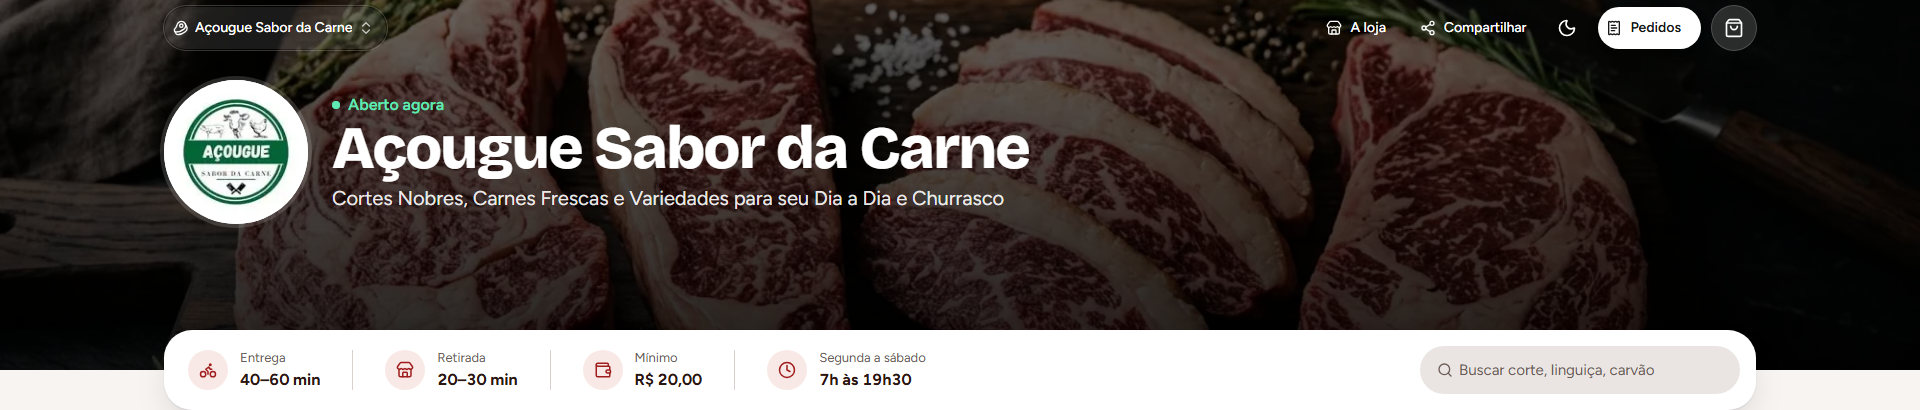 Açougue Sabor da Carne
A loja
Compartilhar
Pedidos
AÇOUGUE
SABOR DA CARNE
Aberto agora
Açougue Sabor da Carne
Cortes Nobres, Carnes Frescas e Variedades para seu Dia a Dia e Churrasco
Entrega
40–60 min
Retirada
20–30 min
Mínimo
R$ 20,00
Segunda a sábado
7h às 19h30
Buscar corte, linguiça, carvão